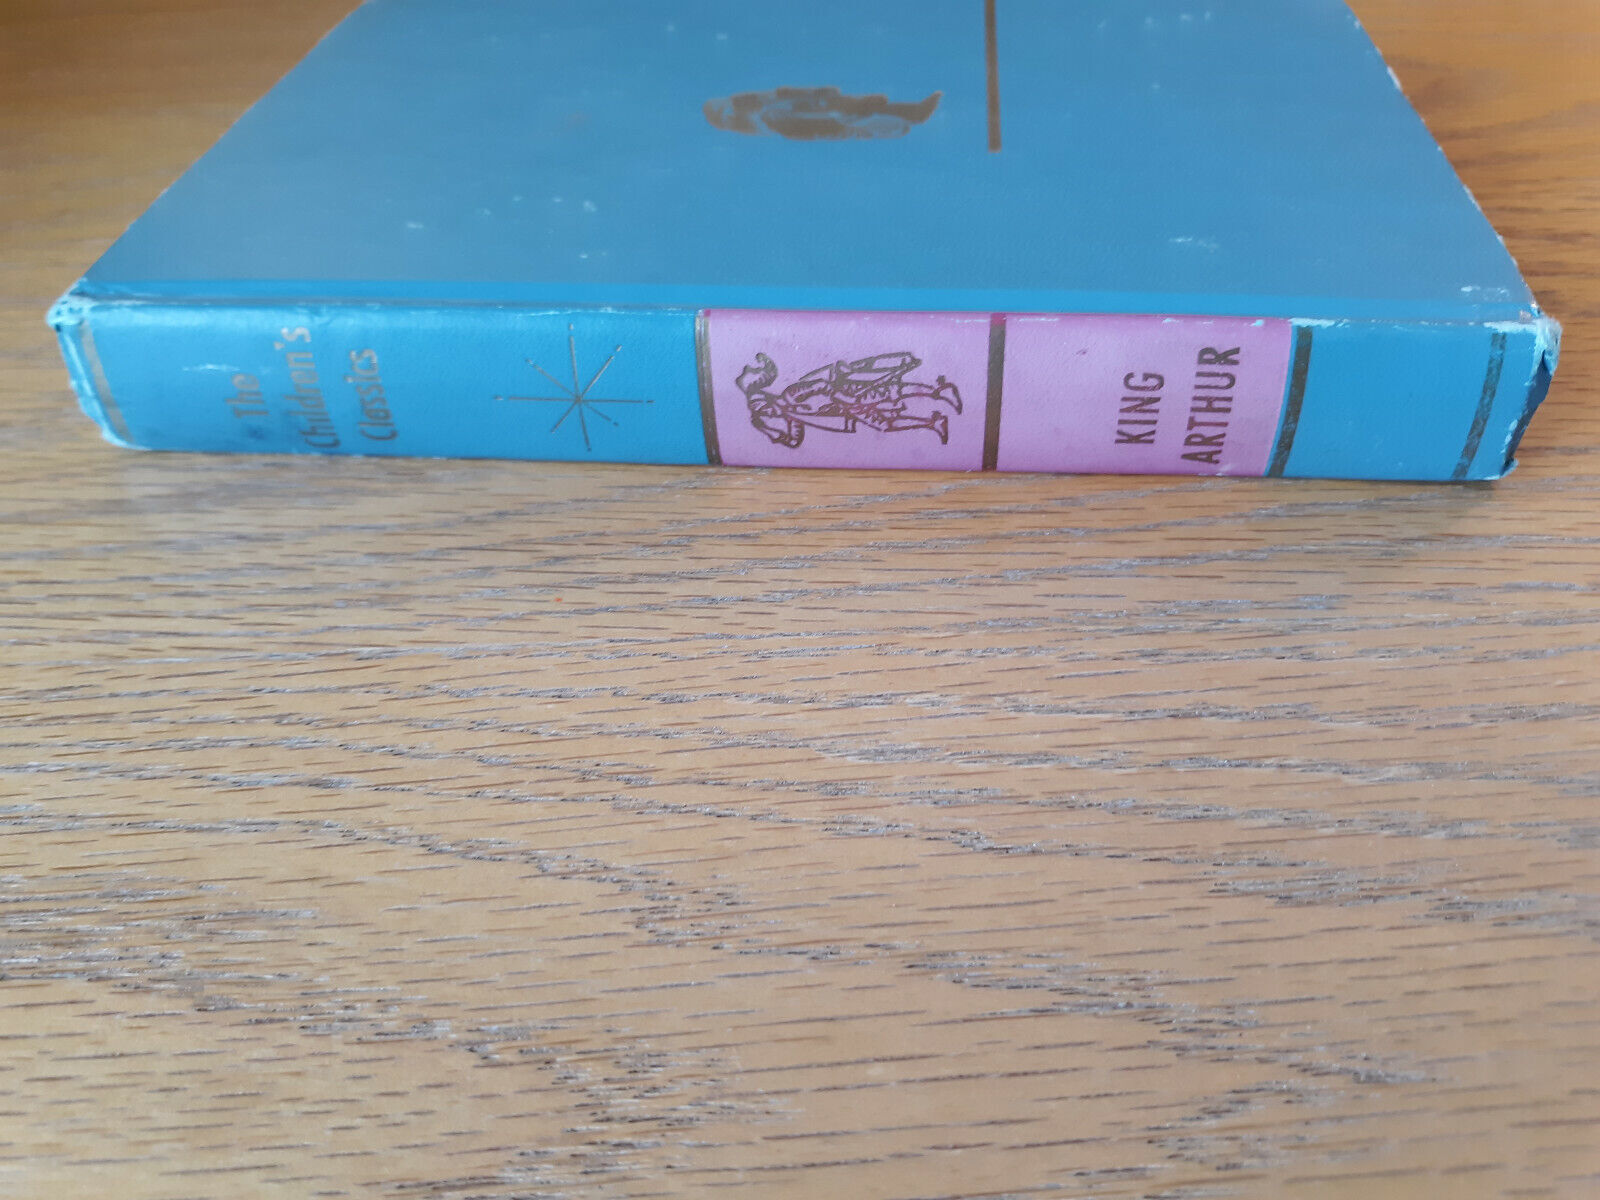 The
Children's
Classics
KING
ARTHUR